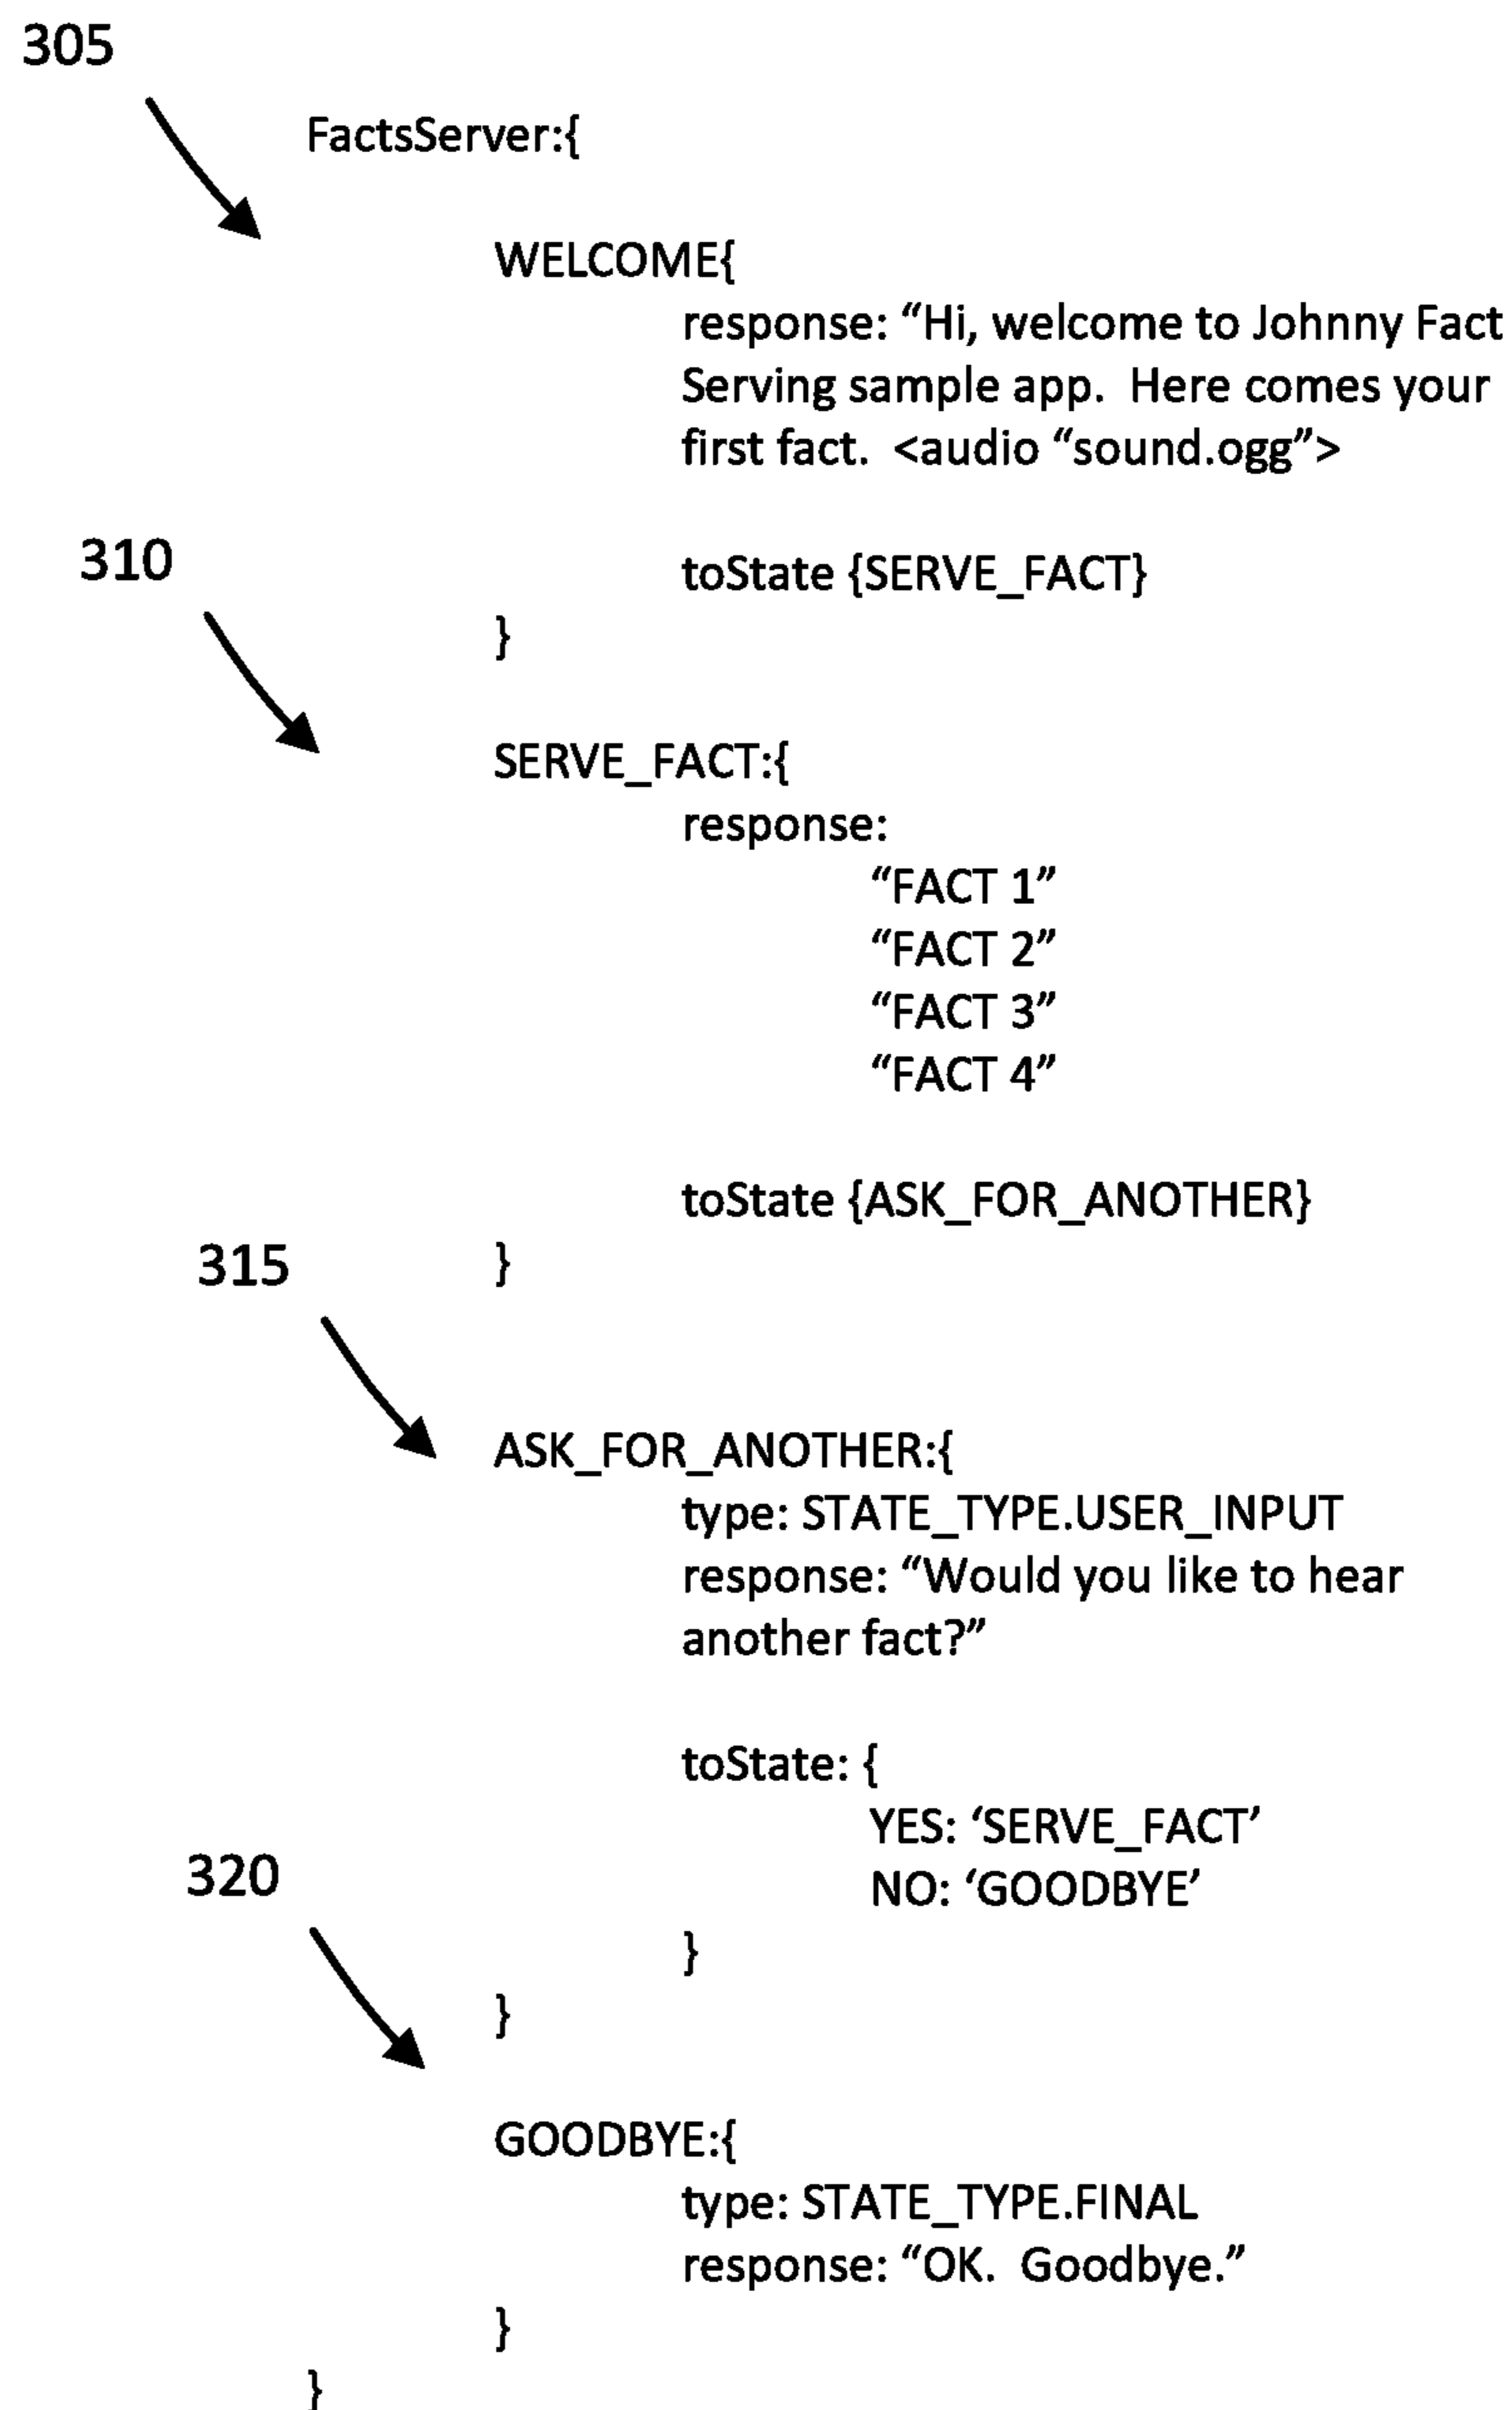 305
FactsServer:{
WELCOME{
response: “Hi, welcome to Johnny Fact
Serving sample app.  Here comes your
first fact.  <audio “sound.ogg”>
310
toState {SERVE_FACT}
}
SERVE_FACT:{
response:
“FACT 1”
“FACT 2”
“FACT 3”
“FACT 4”
toState {ASK_FOR_ANOTHER}
315
}
ASK_FOR_ANOTHER:{
type: STATE_TYPE.USER_INPUT
response: “Would you like to hear
another fact?”
toState: {
YES: ‘SERVE_FACT’
320
NO: ‘GOODBYE’
}
}
GOODBYE:{
type: STATE_TYPE.FINAL
response: “OK.  Goodbye.”
}
}